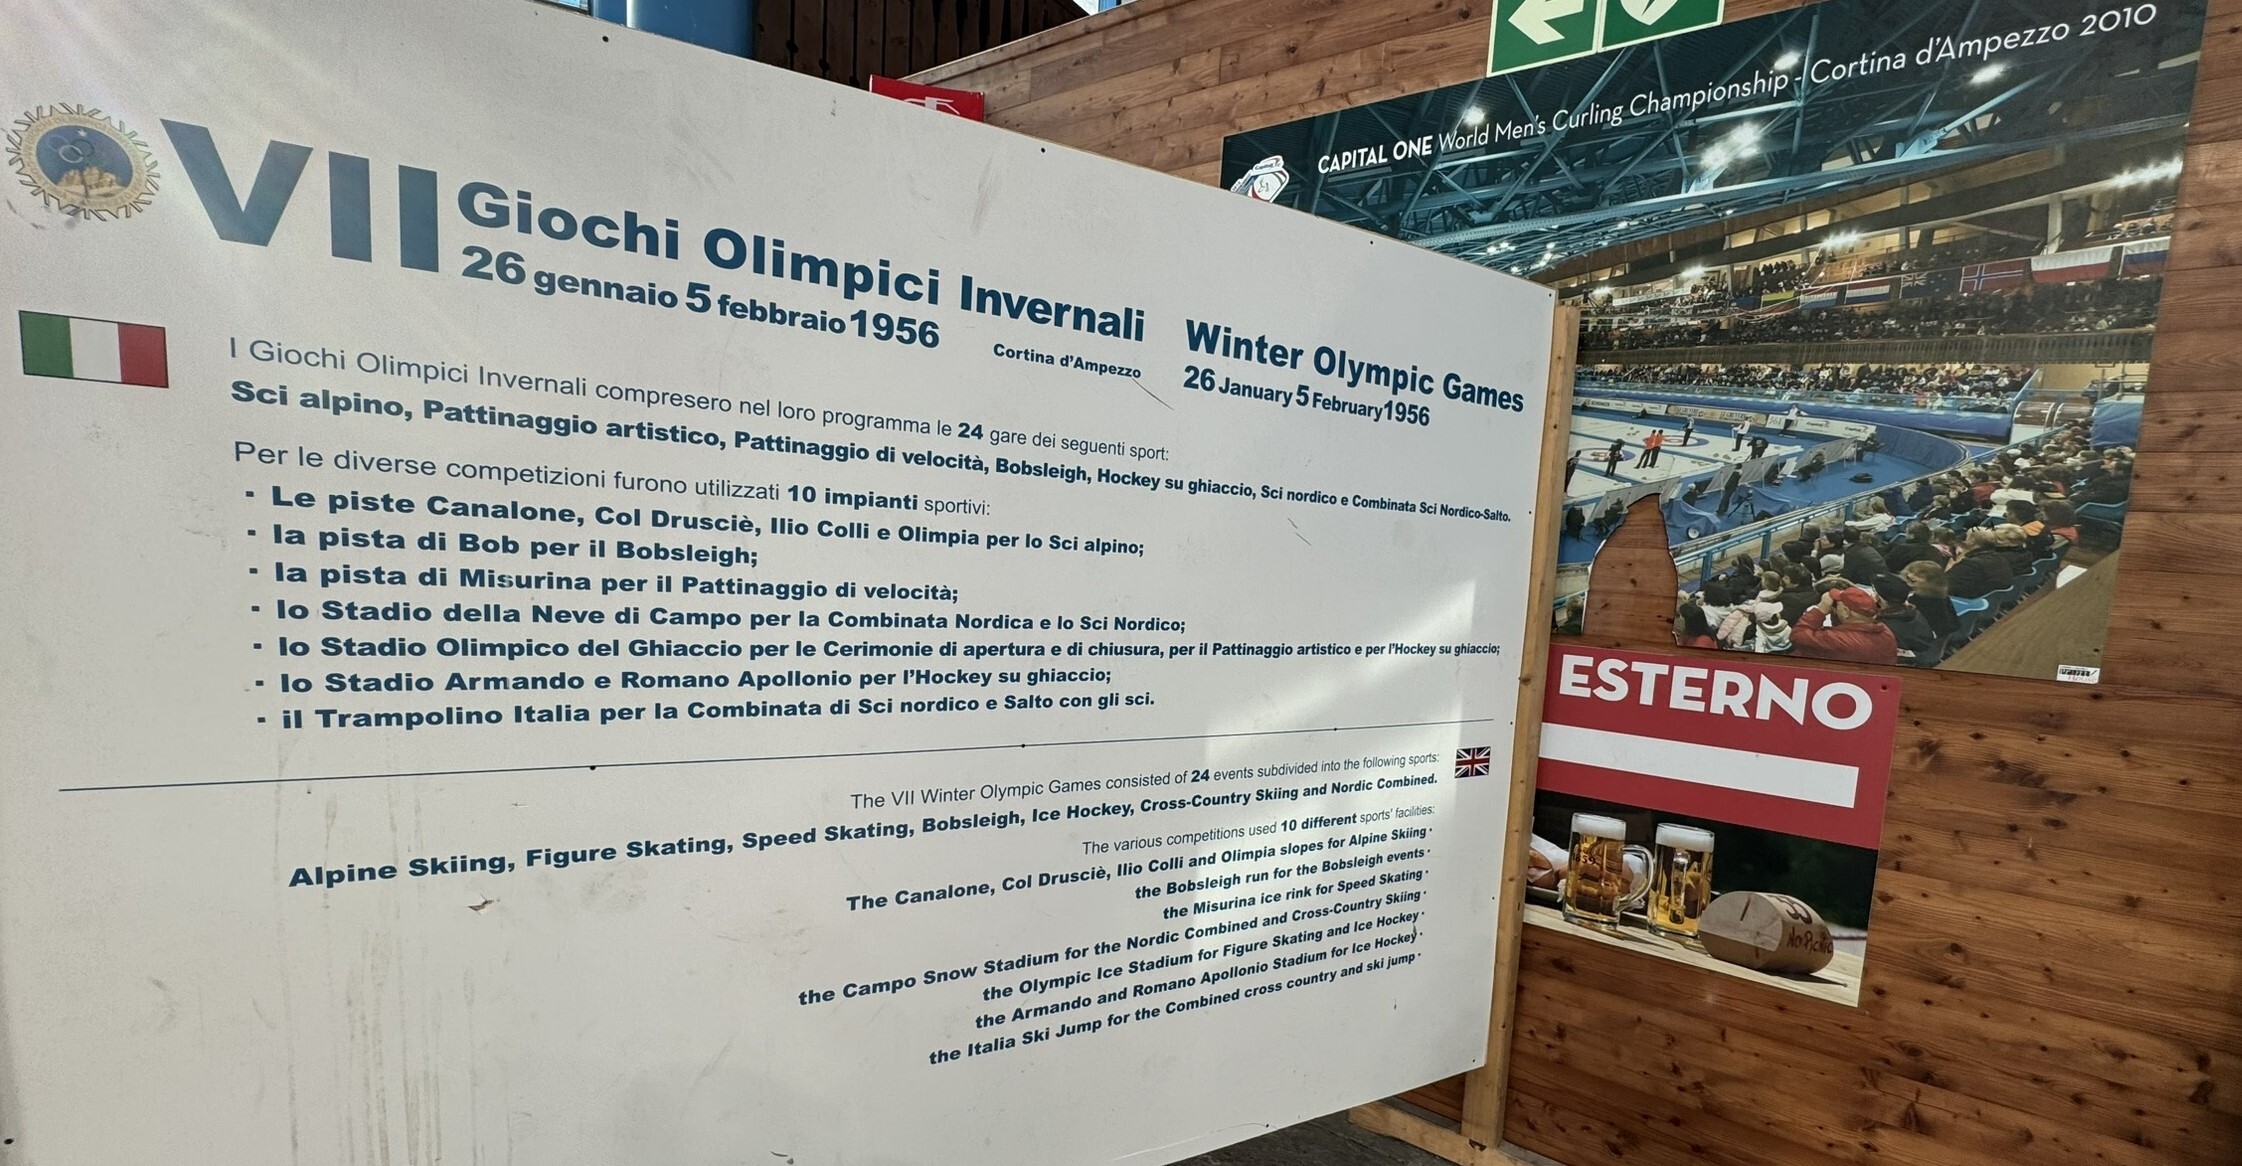 VII Giochi Olimpici Invernali
26 gennaio 5 febbraio 1956
Cortina d'Ampezzo
Winter Olympic Games
26 January 5 February 1956
I Giochi Olimpici Invernali compresero nel loro programma le 24 gare dei seguenti sport:
Sci alpino, Pattinaggio artistico, Pattinaggio di velocità, Bobsleigh, Hockey su ghiaccio, Sci nordico e Combinata Sci Nordico-Salto.
Per le diverse competizioni furono utilizzati 10 impianti sportivi:
▪ Le piste Canalone, Col Drusciè, Ilio Colli e Olimpia per lo Sci alpino;
▪ la pista di Bob per il Bobsleigh;
▪ la pista di Misurina per il Pattinaggio di velocità;
▪ lo Stadio della Neve di Campo per la Combinata Nordica e lo Sci Nordico;
▪ lo Stadio Olimpico del Ghiaccio per le Cerimonie di apertura e di chiusura, per il Pattinaggio artistico e per l'Hockey su ghiaccio;
▪ lo Stadio Armando e Romano Apollonio per l'Hockey su ghiaccio;
▪ il Trampolino Italia per la Combinata di Sci nordico e Salto con gli sci.
The VII Winter Olympic Games consisted of 24 events subdivided into the following sports:
Alpine Skiing, Figure Skating, Speed Skating, Bobsleigh, Ice Hockey, Cross-Country Skiing and Nordic Combined.
The various competitions used 10 different sports' facilities:
The Canalone, Col Drusciè, Ilio Colli and Olimpia slopes for Alpine Skiing ▪
the Bobsleigh run for the Bobsleigh events ▪
the Misurina ice rink for Speed Skating ▪
the Campo Snow Stadium for the Nordic Combined and Cross-Country Skiing ▪
the Olympic Ice Stadium for Figure Skating and Ice Hockey ▪
the Armando and Romano Apollonio Stadium for Ice Hockey ▪
the Italia Ski Jump for the Combined cross country and ski jump ▪
CAPITAL ONE World Men's Curling Championship - Cortina d'Ampezzo 2010
ESTERNO